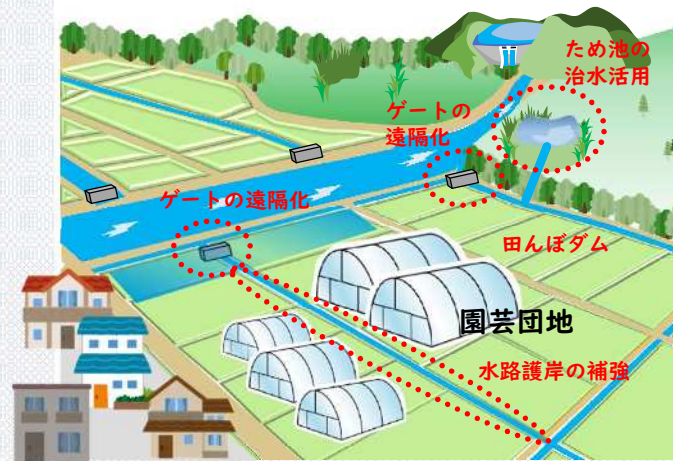 ため池の
治水活用
ゲートの
遠隔化
ゲートの遠隔化
田んぼダム
園芸団地
水路護岸の補強